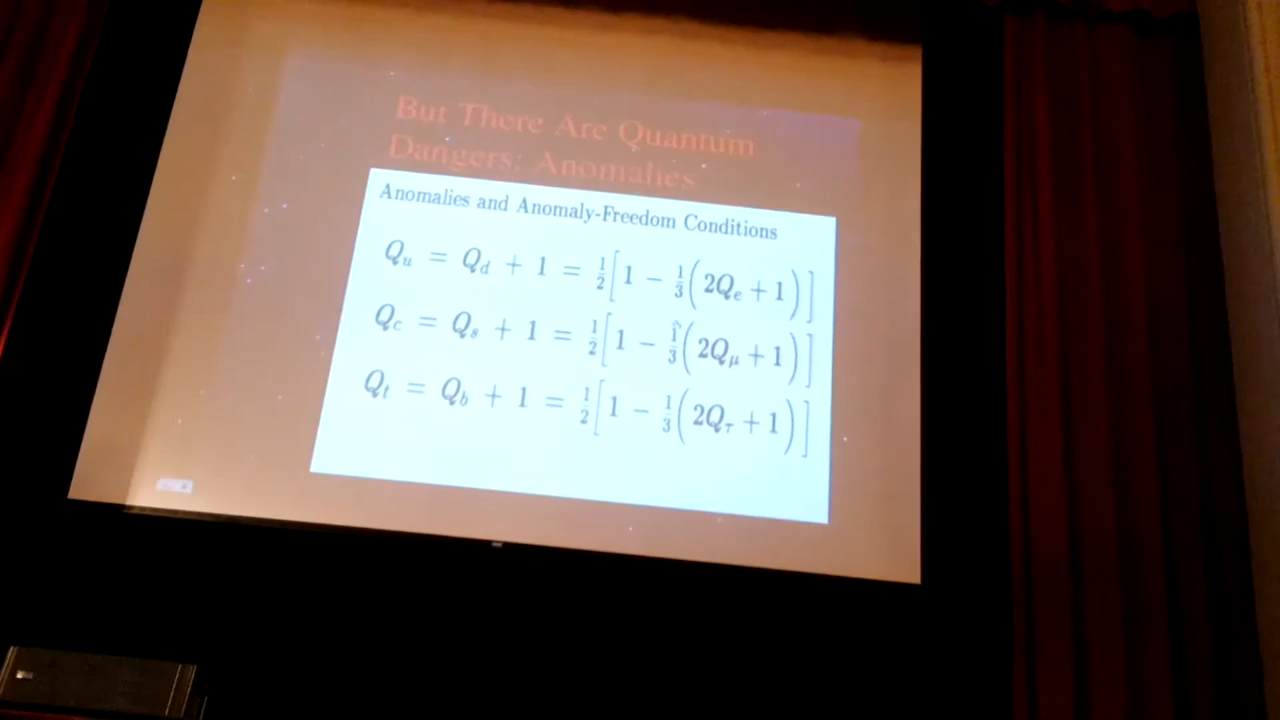 But There Are Quantum
Dangers: Anomalies
Anomalies and Anomaly-Freedom Conditions
Q_u = Q_d + 1 = 1/2[1 − 1/3(2Q_e + 1)]
Q_c = Q_s + 1 = 1/2[1 − 1/3(2Q_μ + 1)]
Q_t = Q_b + 1 = 1/2[1 − 1/3(2Q_τ + 1)]